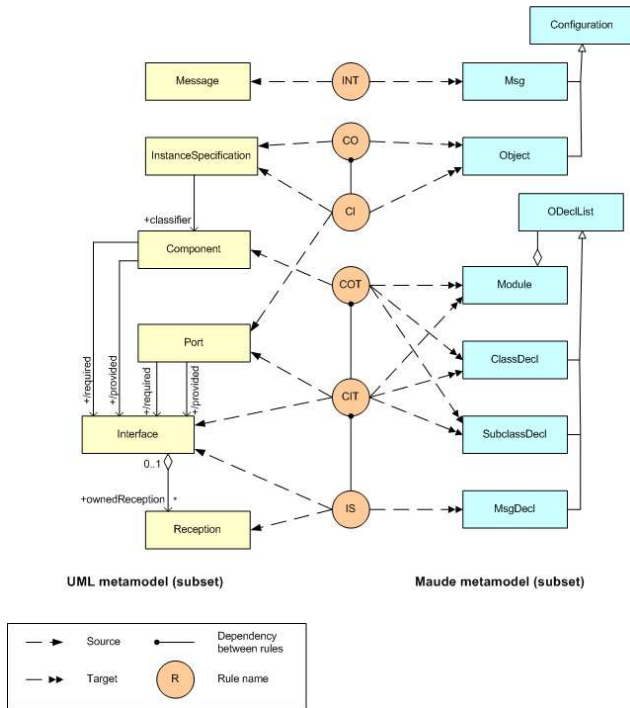 Configuration
Message
INT
Msg
CO
InstanceSpecification
Object
CI
+classifier
ODeclList
Component
COT
Module
Port
ClassDecl
+/required
+/provided
+/required
+/provided
CIT
Interface
SubclassDecl
0..1
+ownedReception
*
IS
MsgDecl
Reception
UML metamodel (subset)
Maude metamodel (subset)
Source
Dependency
between rules
Target
R
Rule name